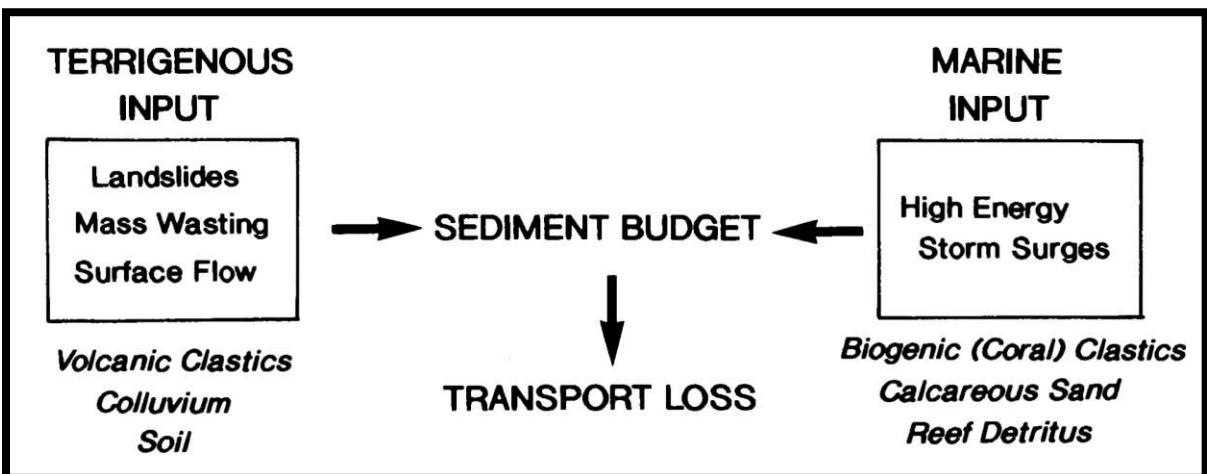 TERRIGENOUS
INPUT
Landslides
Mass Wasting
Surface Flow
Volcanic Clastics
Colluvium
Soil
SEDIMENT BUDGET
TRANSPORT LOSS
MARINE
INPUT
High Energy
Storm Surges
Biogenic (Coral) Clastics
Calcareous Sand
Reef Detritus